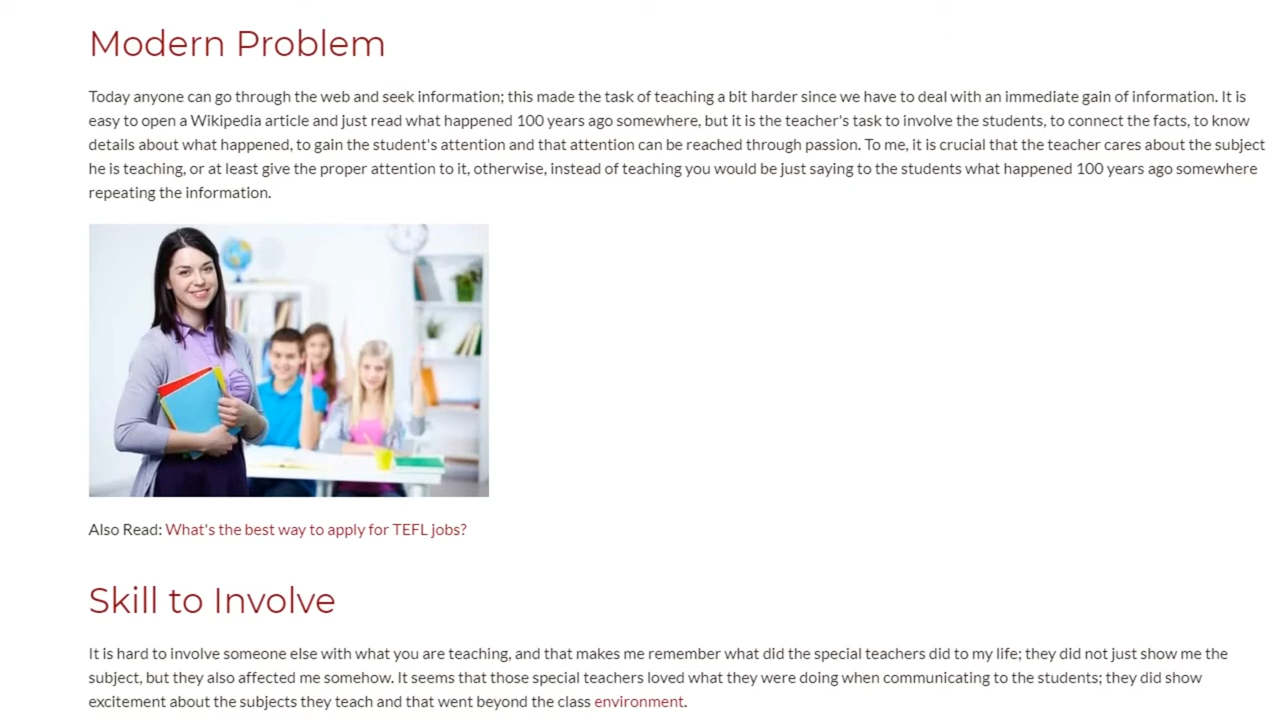 Modern Problem
Today anyone can go through the web and seek information; this made the task of teaching a bit harder since we have to deal with an immediate gain of information. It is
easy to open a Wikipedia article and just read what happened 100 years ago somewhere, but it is the teacher's task to involve the students, to connect the facts, to know
details about what happened, to gain the student's attention and that attention can be reached through passion. To me, it is crucial that the teacher cares about the subject
he is teaching, or at least give the proper attention to it, otherwise, instead of teaching you would be just saying to the students what happened 100 years ago somewhere
repeating the information.
Also Read: What's the best way to apply for TEFL jobs?
Skill to Involve
It is hard to involve someone else with what you are teaching, and that makes me remember what did the special teachers did to my life; they did not just show me the
subject, but they also affected me somehow. It seems that those special teachers loved what they were doing when communicating to the students; they did show
excitement about the subjects they teach and that went beyond the class environment.